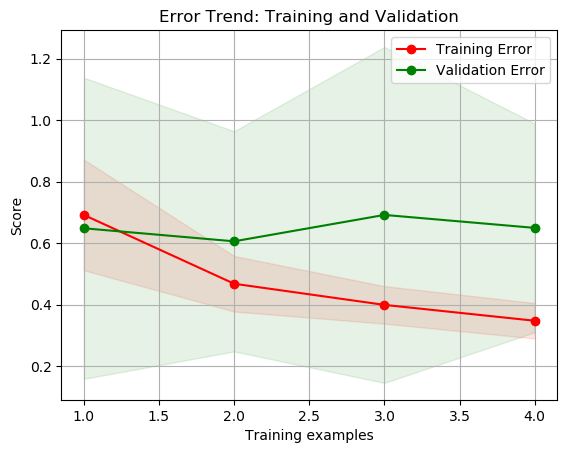 Error Trend: Training and Validation
Training Error
Validation Error
1.2
1.0
0.8
0.6
0.4
0.2
Score
1.0
1.5
2.0
2.5
3.0
3.5
4.0
Training examples